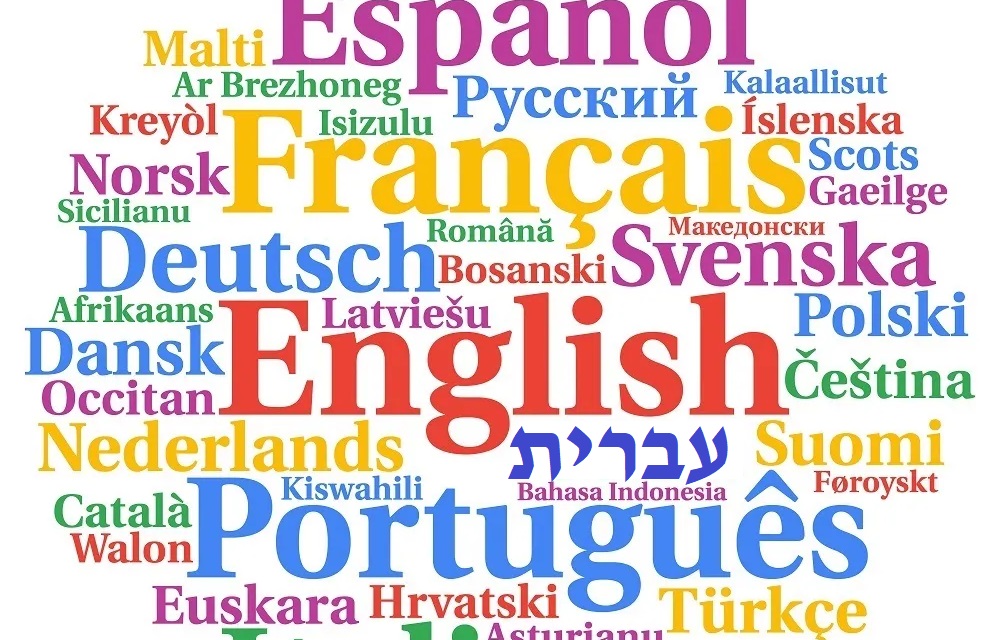 Español
Malti
Ar Brezhoneg
Русский
Kalaallisut
Kreyòl
Isizulu
Íslenska
Français
Scots
Norsk
Gaeilge
Sicilianu
Română
Македонски
Deutsch
Bosanski
Svenska
Afrikaans
Latviešu
Polski
Dansk
English
Čeština
Occitan
Nederlands
עברית
Suomi
Kiswahili
Bahasa Indonesia
Føroyskt
Català
Português
Walon
Euskara
Hrvatski
Türkçe
Asturianu